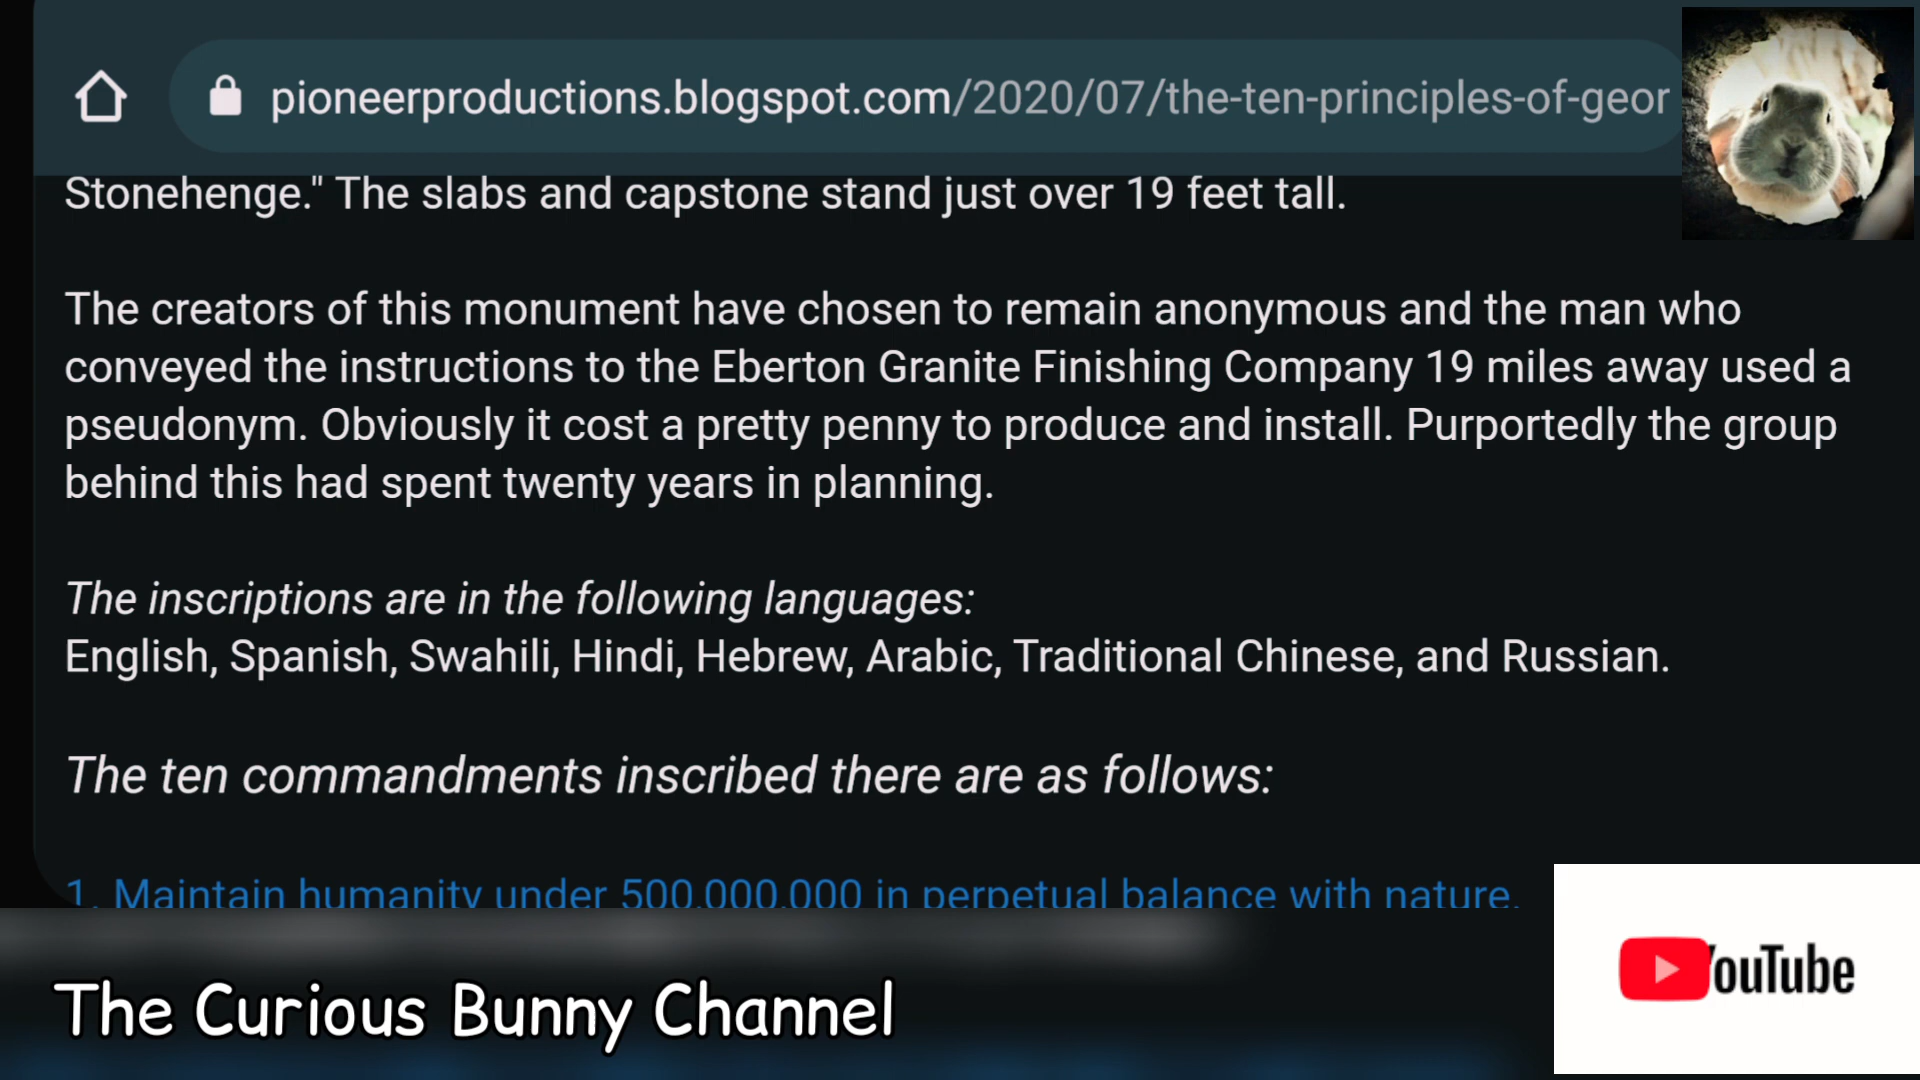 pioneerproductions.blogspot.com/2020/07/the-ten-principles-of-geor
Stonehenge." The slabs and capstone stand just over 19 feet tall.
The creators of this monument have chosen to remain anonymous and the man who
conveyed the instructions to the Eberton Granite Finishing Company 19 miles away used a
pseudonym. Obviously it cost a pretty penny to produce and install. Purportedly the group
behind this had spent twenty years in planning.
The inscriptions are in the following languages:
English, Spanish, Swahili, Hindi, Hebrew, Arabic, Traditional Chinese, and Russian.
The ten commandments inscribed there are as follows:
1. Maintain humanity under 500,000,000 in perpetual balance with nature.
The Curious Bunny Channel
YouTube